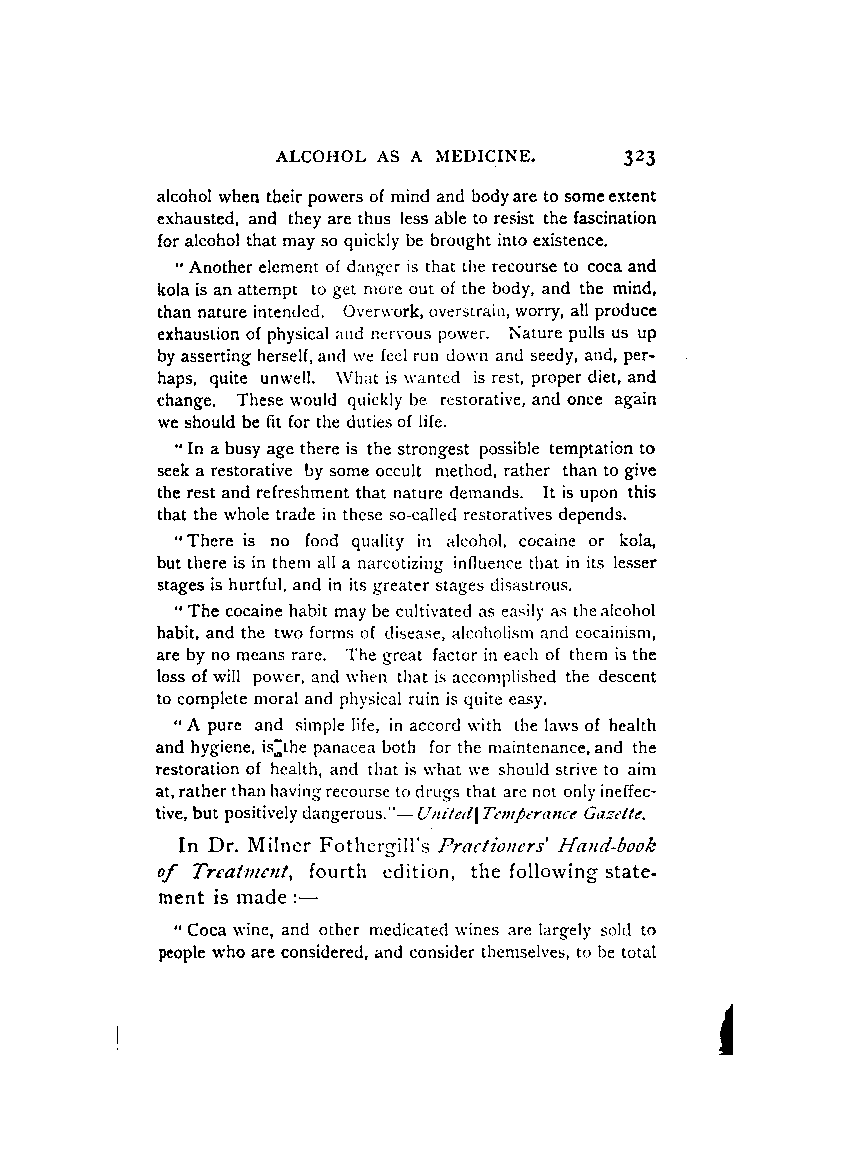 ALCOHOL AS A MEDICINE. 323
alcohol when their powers of mind and body are to some extent
exhausted, and they are thus less able to resist the fascination
for alcohol that may so quickly be brought into existence.
" Another element of danger is that the recourse to coca and
kola is an attempt to get more out of the body, and the mind,
than nature intended. Overwork, overstrain, worry, all produce
exhaustion of physical and nervous power. Nature pulls us up
by asserting herself, and we feel run down and seedy, and, per-
haps, quite unwell. What is wanted is rest, proper diet, and
change. These would quickly be restorative, and once again
we should be fit for the duties of life.
" In a busy age there is the strongest possible temptation to
seek a restorative by some occult method, rather than to give
the rest and refreshment that nature demands. It is upon this
that the whole trade in these so-called restoratives depends.
" There is no food quality in alcohol, cocaine or kola,
but there is in them all a narcotizing influence that in its lesser
stages is hurtful, and in its greater stages disastrous.
" The cocaine habit may be cultivated as easily as the alcohol
habit, and the two forms of disease, alcoholism and cocainism,
are by no means rare. The great factor in each of them is the
loss of will power, and when that is accomplished the descent
to complete moral and physical ruin is quite easy.
" A pure and simple life, in accord with the laws of health
and hygiene, is the panacea both for the maintenance, and the
restoration of health, and that is what we should strive to aim
at, rather than having recourse to drugs that are not only ineffec-
tive, but positively dangerous."— United Temperance Gazette.
In Dr. Milner Fothergill's Practioners' Hand-book
of Treatment, fourth edition, the following state-
ment is made :—
" Coca wine, and other medicated wines are largely sold to
people who are considered, and consider themselves, to be total